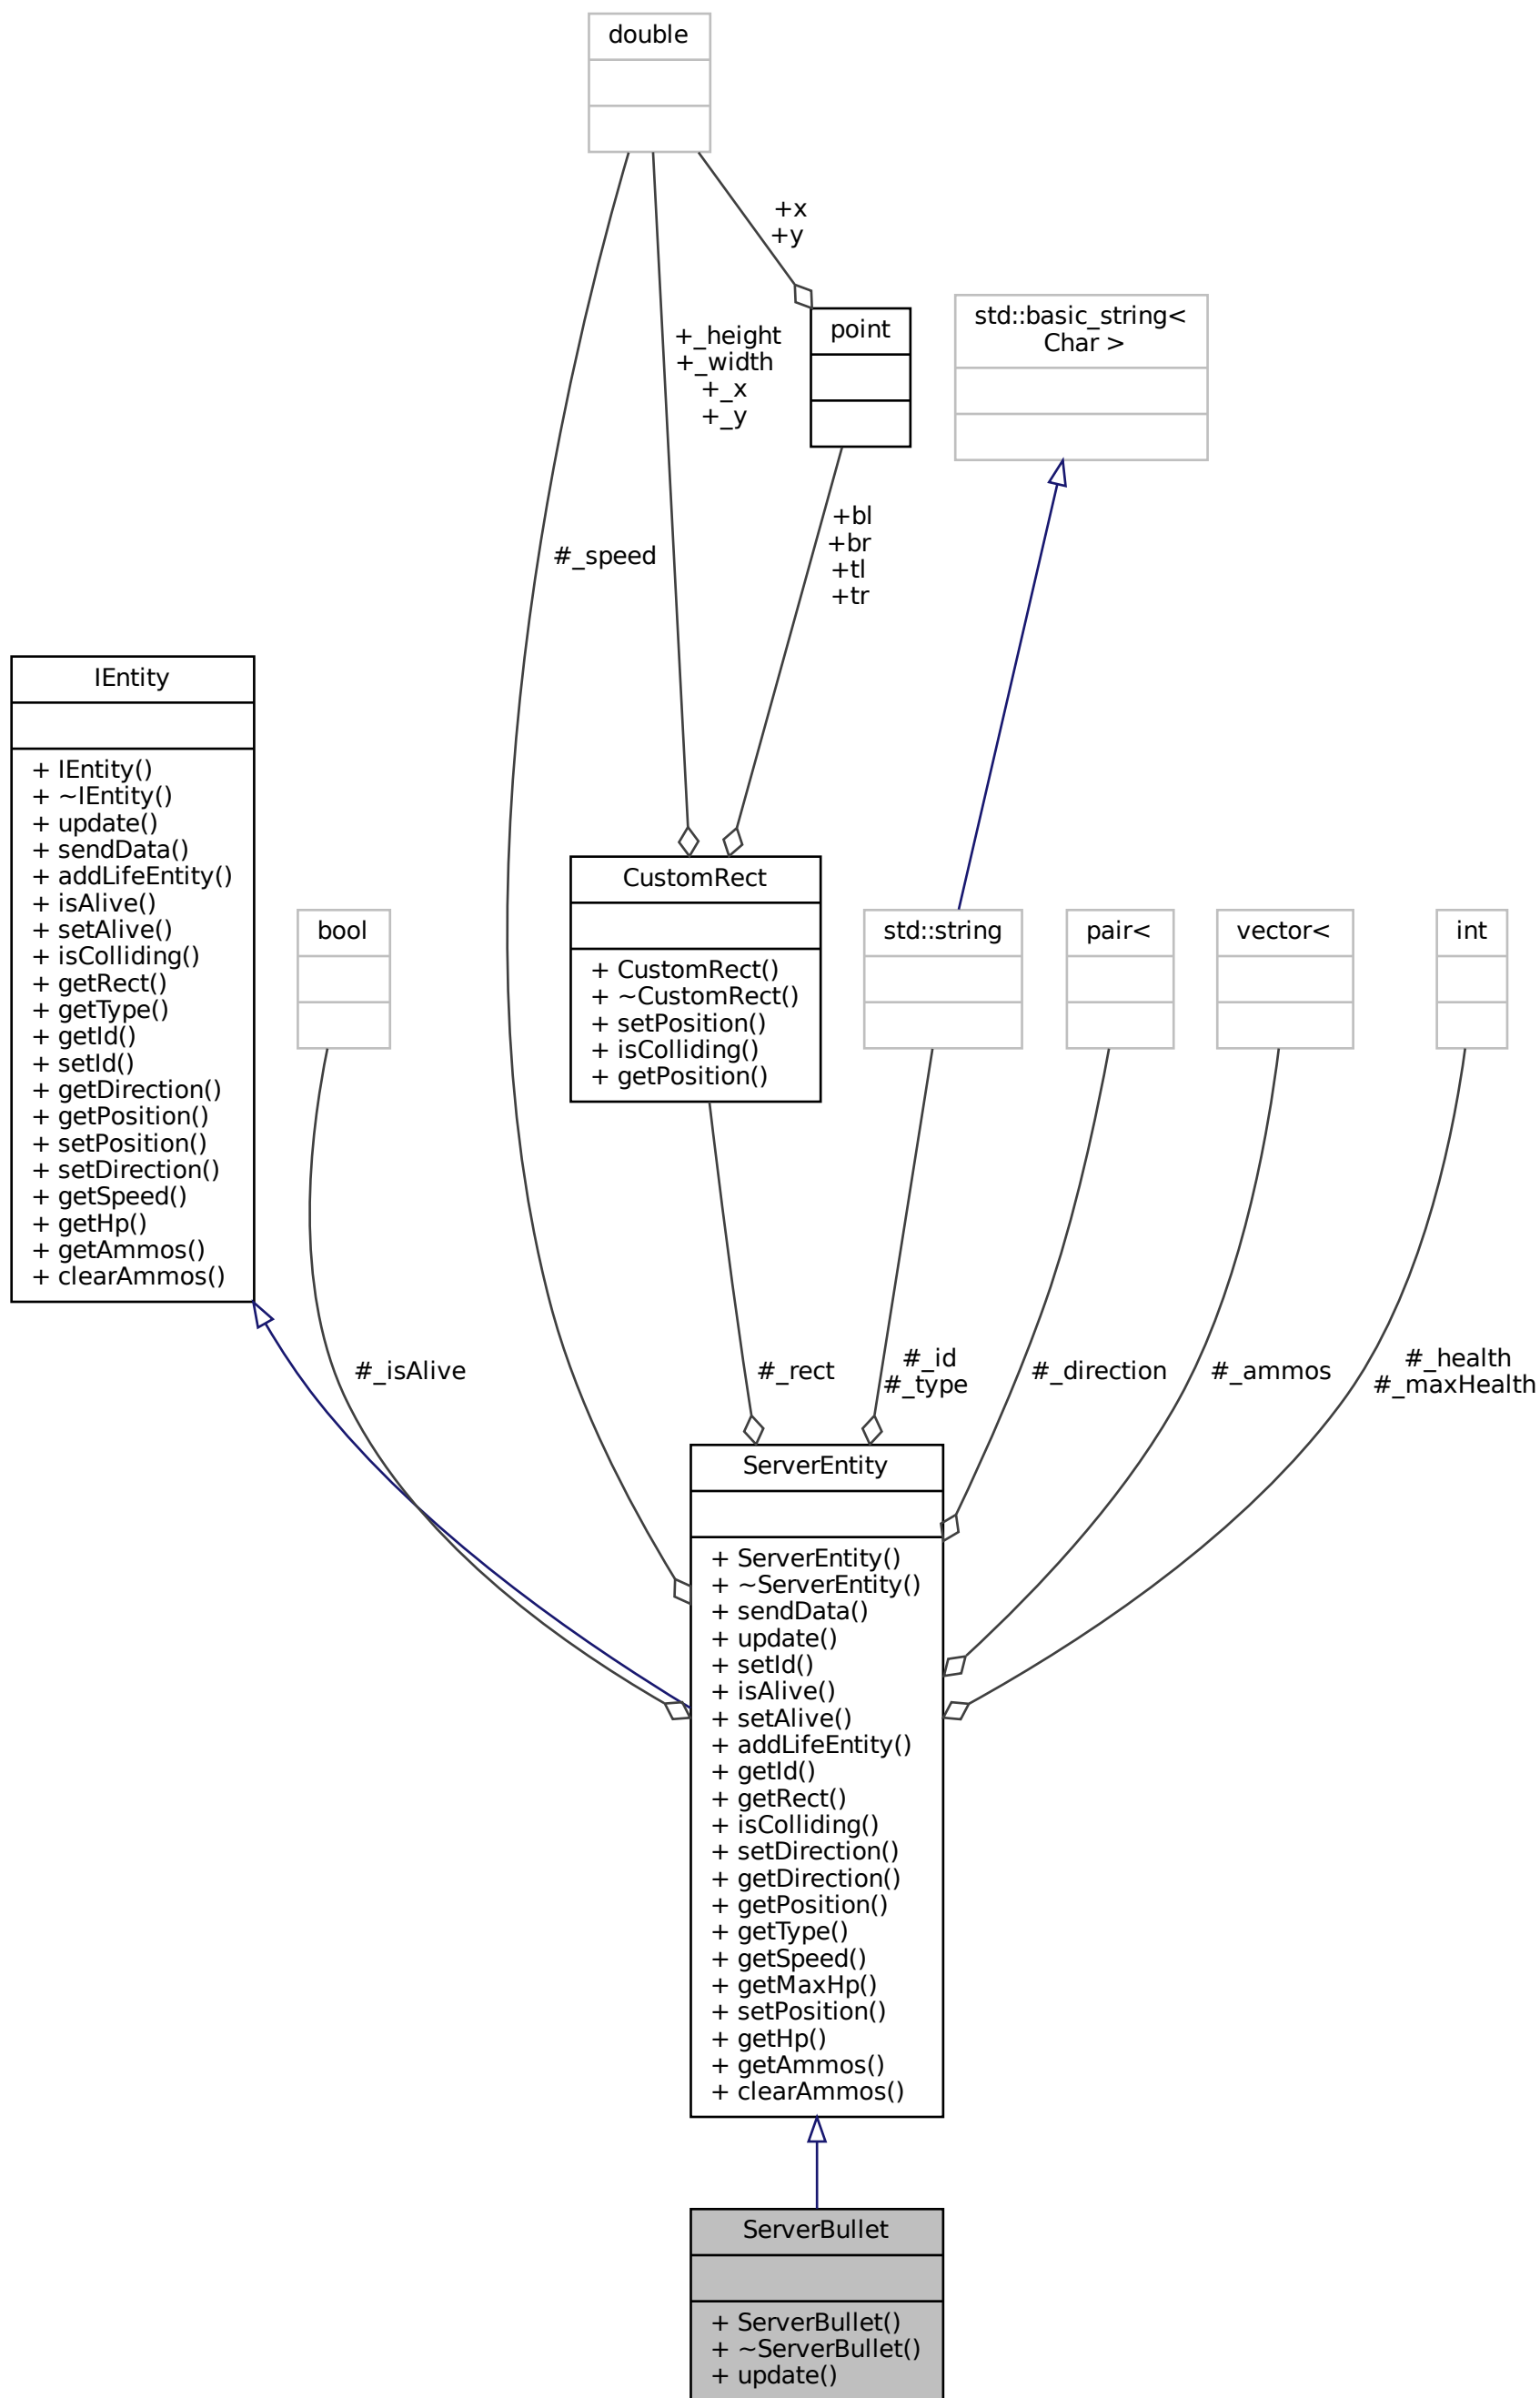 double
+x
+y
+_height
+_width
+_x
+_y
point
std::basic_string<
Char >
+bl
+br
+tl
+tr
#_speed
IEntity
+ IEntity()
+ ~IEntity()
+ update()
+ sendData()
+ addLifeEntity()
+ isAlive()
+ setAlive()
+ isColliding()
+ getRect()
+ getType()
+ getId()
+ setId()
+ getDirection()
+ getPosition()
+ setPosition()
+ setDirection()
+ getSpeed()
+ getHp()
+ getAmmos()
+ clearAmmos()
bool
CustomRect
+ CustomRect()
+ ~CustomRect()
+ setPosition()
+ isColliding()
+ getPosition()
std::string
pair<
vector<
int
#_isAlive
#_rect
#_id
#_type
#_direction
#_ammos
#_health
#_maxHealth
ServerEntity
+ ServerEntity()
+ ~ServerEntity()
+ sendData()
+ update()
+ setId()
+ isAlive()
+ setAlive()
+ addLifeEntity()
+ getId()
+ getRect()
+ isColliding()
+ setDirection()
+ getDirection()
+ getPosition()
+ getType()
+ getSpeed()
+ getMaxHp()
+ setPosition()
+ getHp()
+ getAmmos()
+ clearAmmos()
ServerBullet
+ ServerBullet()
+ ~ServerBullet()
+ update()